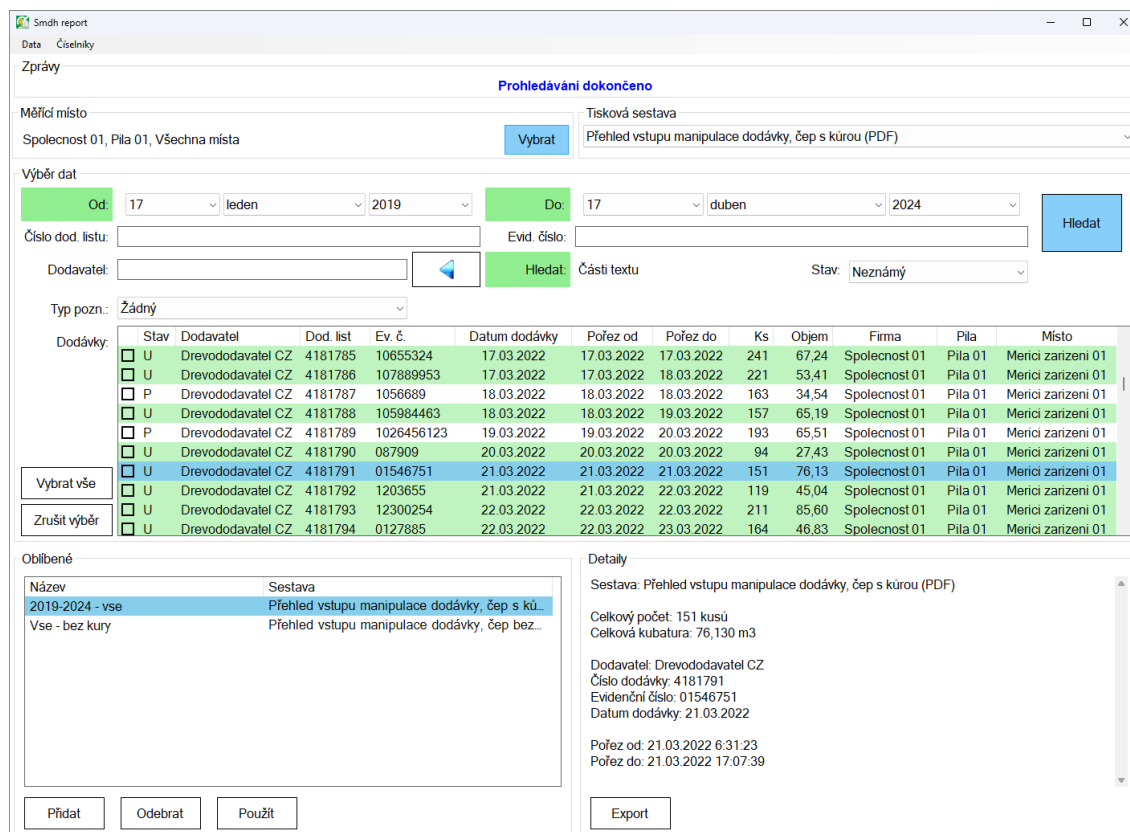 Smdh report
Data Číselníky
Zprávy
Prohledávání dokončeno
Měřící místo
Spolecnost 01, Pila 01, Všechna místa
Vybrat
Tisková sestava
Přehled vstupu manipulace dodávky, čep s kúrou (PDF)
Výběr dat
Od: 17 leden 2019 Do: 17 duben 2024
Hledat
Číslo dod. listu: Evid. číslo:
Dodavatel: Hledat: Části textu Stav: Neznámý
Typ pozn.: Žádný
Dodávky:
Stav Dodavatel Dod. list Ev. č. Datum dodávky Pořez od Pořez do Ks Objem Firma Pila Místo
U Drevododavatel CZ 4181785 10655324 17.03.2022 17.03.2022 17.03.2022 241 67,24 Spolecnost 01 Pila 01 Merici zarizeni 01
U Drevododavatel CZ 4181786 107889953 17.03.2022 17.03.2022 18.03.2022 221 53,41 Spolecnost 01 Pila 01 Merici zarizeni 01
P Drevododavatel CZ 4181787 1056689 18.03.2022 18.03.2022 18.03.2022 163 34,54 Spolecnost 01 Pila 01 Merici zarizeni 01
U Drevododavatel CZ 4181788 105984463 18.03.2022 18.03.2022 19.03.2022 157 65,19 Spolecnost 01 Pila 01 Merici zarizeni 01
P Drevododavatel CZ 4181789 1026456123 19.03.2022 19.03.2022 20.03.2022 193 65,51 Spolecnost 01 Pila 01 Merici zarizeni 01
U Drevododavatel CZ 4181790 087909 20.03.2022 20.03.2022 20.03.2022 94 27,43 Spolecnost 01 Pila 01 Merici zarizeni 01
U Drevododavatel CZ 4181791 01546751 21.03.2022 21.03.2022 21.03.2022 151 76,13 Spolecnost 01 Pila 01 Merici zarizeni 01
U Drevododavatel CZ 4181792 1203655 21.03.2022 21.03.2022 22.03.2022 119 45,04 Spolecnost 01 Pila 01 Merici zarizeni 01
U Drevododavatel CZ 4181793 12300254 22.03.2022 22.03.2022 22.03.2022 211 85,60 Spolecnost 01 Pila 01 Merici zarizeni 01
U Drevododavatel CZ 4181794 0127885 22.03.2022 22.03.2022 23.03.2022 164 46,83 Spolecnost 01 Pila 01 Merici zarizeni 01
Vybrat vše
Zrušit výběr
Oblíbené
Název Sestava
2019-2024 - vse Přehled vstupu manipulace dodávky, čep s kú...
Vse - bez kury Přehled vstupu manipulace dodávky, čep bez...
Přidat Odebrat Použít
Detaily
Sestava: Přehled vstupu manipulace dodávky, čep s kúrou (PDF)
Celkový počet: 151 kusů
Celková kubatura: 76,130 m3
Dodavatel: Drevododavatel CZ
Číslo dodávky: 4181791
Evidenční číslo: 01546751
Datum dodávky: 21.03.2022
Pořez od: 21.03.2022 6:31:23
Pořez do: 21.03.2022 17:07:39
Export